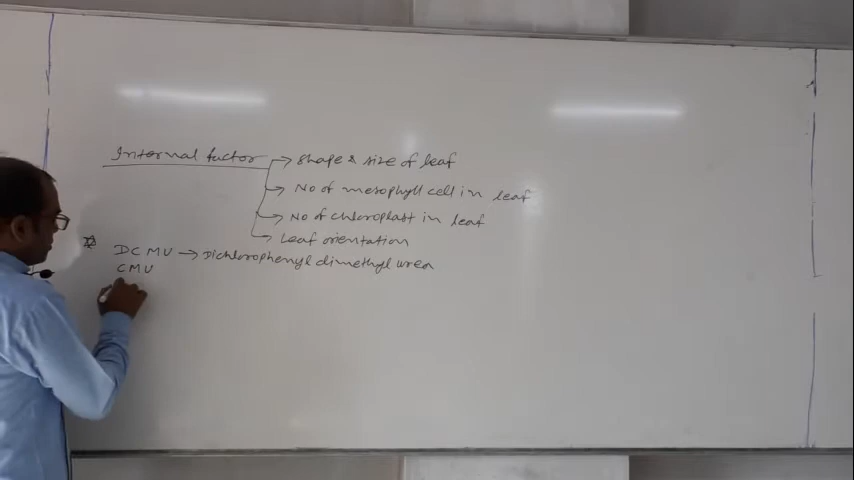 Internal factor → Shape & size of leaf
→ No of mesophyll cell in leaf
→ No of chloroplast in leaf
→ Leaf orientation
DCMU → Dichlorophenyl dimethyl urea
CMU